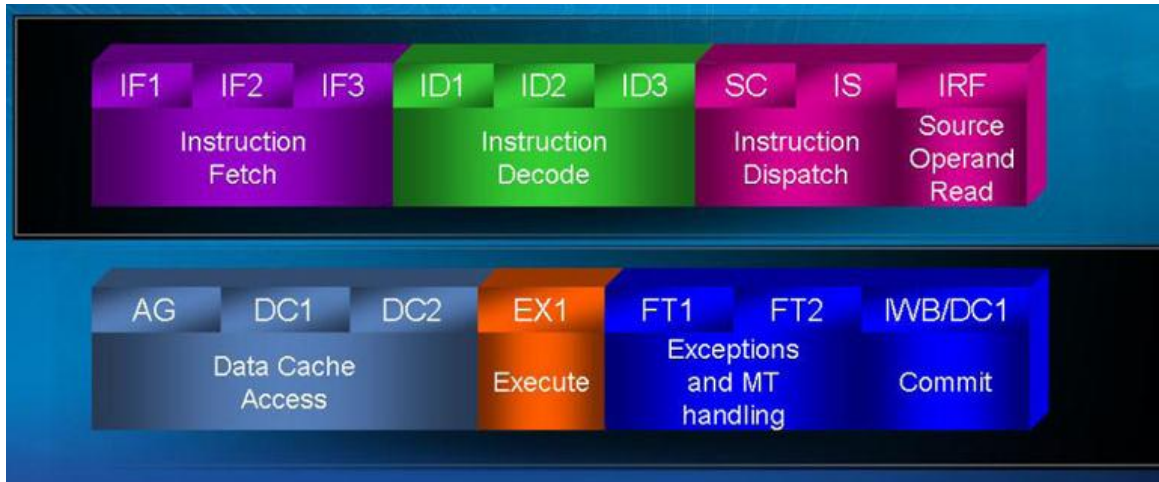 IF1 IF2 IF3 ID1 ID2 ID3 SC IS IRF
Instruction
Fetch
Instruction
Decode
Instruction
Dispatch
Source
Operand
Read
AG DC1 DC2 EX1 FT1 FT2 IWB/DC1
Data Cache
Access
Execute
Exceptions
and MT
handling
Commit